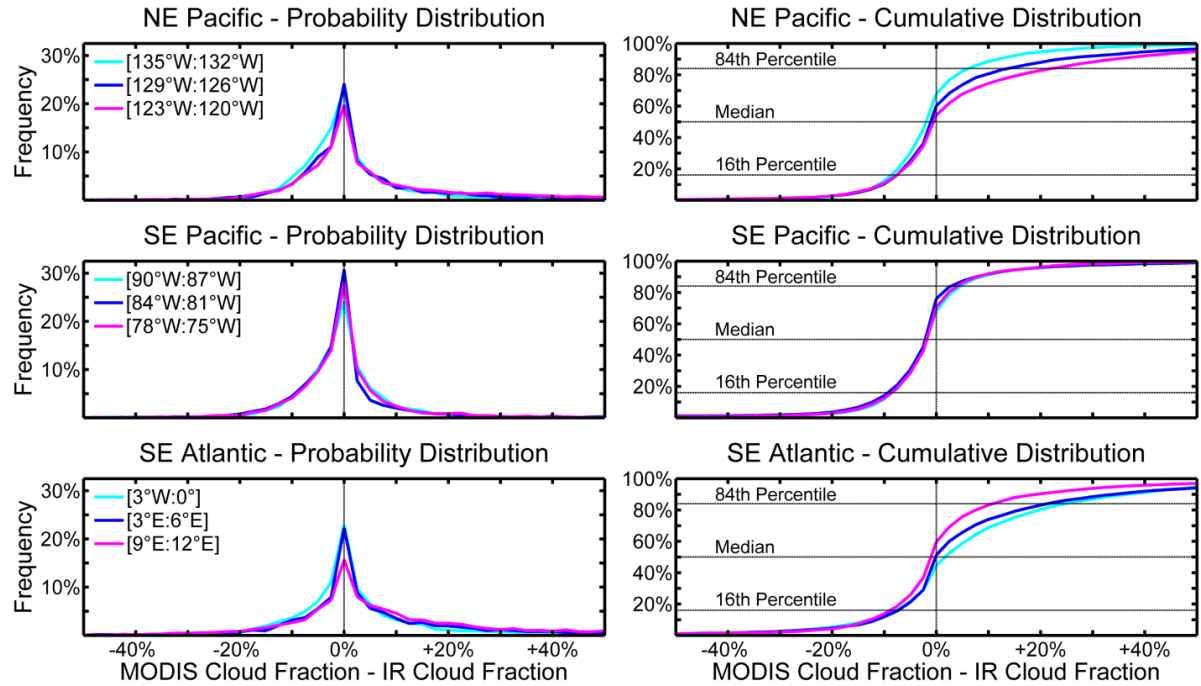 NE Pacific - Probability Distribution
30%
20%
10%
Frequency
[135°W:132°W]
[129°W:126°W]
[123°W:120°W]
NE Pacific - Cumulative Distribution
100%
80%
60%
40%
20%
84th Percentile
Median
16th Percentile
SE Pacific - Probability Distribution
30%
20%
10%
Frequency
[90°W:87°W]
[84°W:81°W]
[78°W:75°W]
SE Pacific - Cumulative Distribution
100%
80%
60%
40%
20%
84th Percentile
Median
16th Percentile
SE Atlantic - Probability Distribution
30%
20%
10%
Frequency
[3°W:0°]
[3°E:6°E]
[9°E:12°E]
-40% -20% 0% +20% +40%
MODIS Cloud Fraction - IR Cloud Fraction
SE Atlantic - Cumulative Distribution
100%
80%
60%
40%
20%
84th Percentile
Median
16th Percentile
-40% -20% 0% +20% +40%
MODIS Cloud Fraction - IR Cloud Fraction